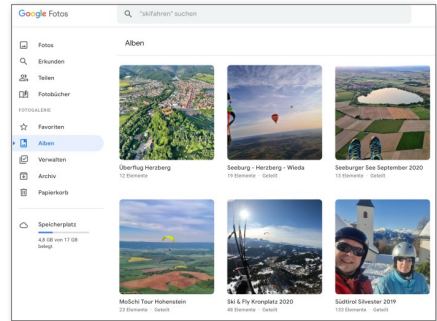 Google Fotos
"skifahren" suchen
Fotos
Erkunden
Teilen
Fotobücher
FOTOGALERIE
Favoriten
Alben
Verwalten
Archiv
Papierkorb
Speicherplatz
4,8 GB von 17 GB
belegt
Alben
Überflug Herzberg
12 Elemente
Seeburg - Herzberg - Wieda
19 Elemente · Geteilt
Seeburger See September 2020
13 Elemente · Geteilt
MoSchi Tour Hohenstein
23 Elemente · Geteilt
Ski & Fly Kronplatz 2020
48 Elemente · Geteilt
Südtirol Silvester 2019
133 Elemente · Geteilt